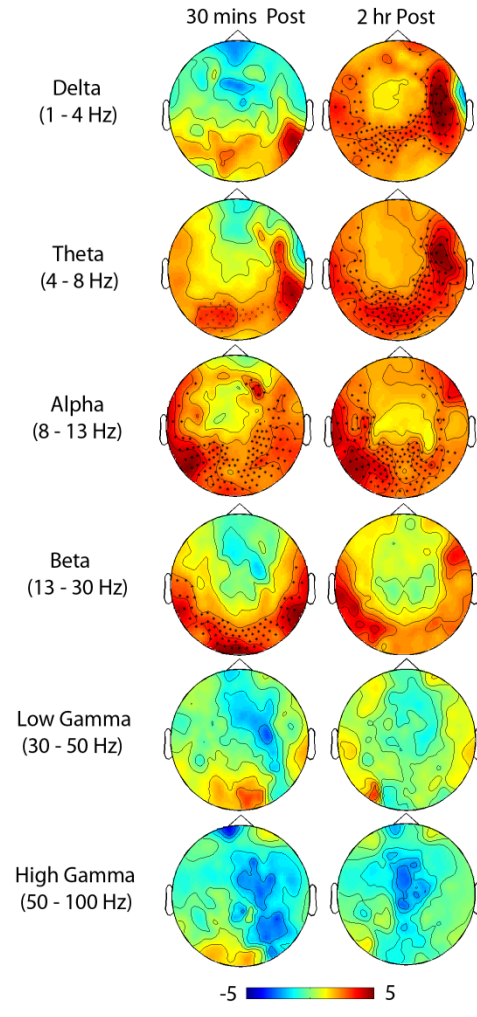 30 mins Post 2 hr Post
Delta
(1 - 4 Hz)
Theta
(4 - 8 Hz)
Alpha
(8 - 13 Hz)
Beta
(13 - 30 Hz)
Low Gamma
(30 - 50 Hz)
High Gamma
(50 - 100 Hz)
-5 5